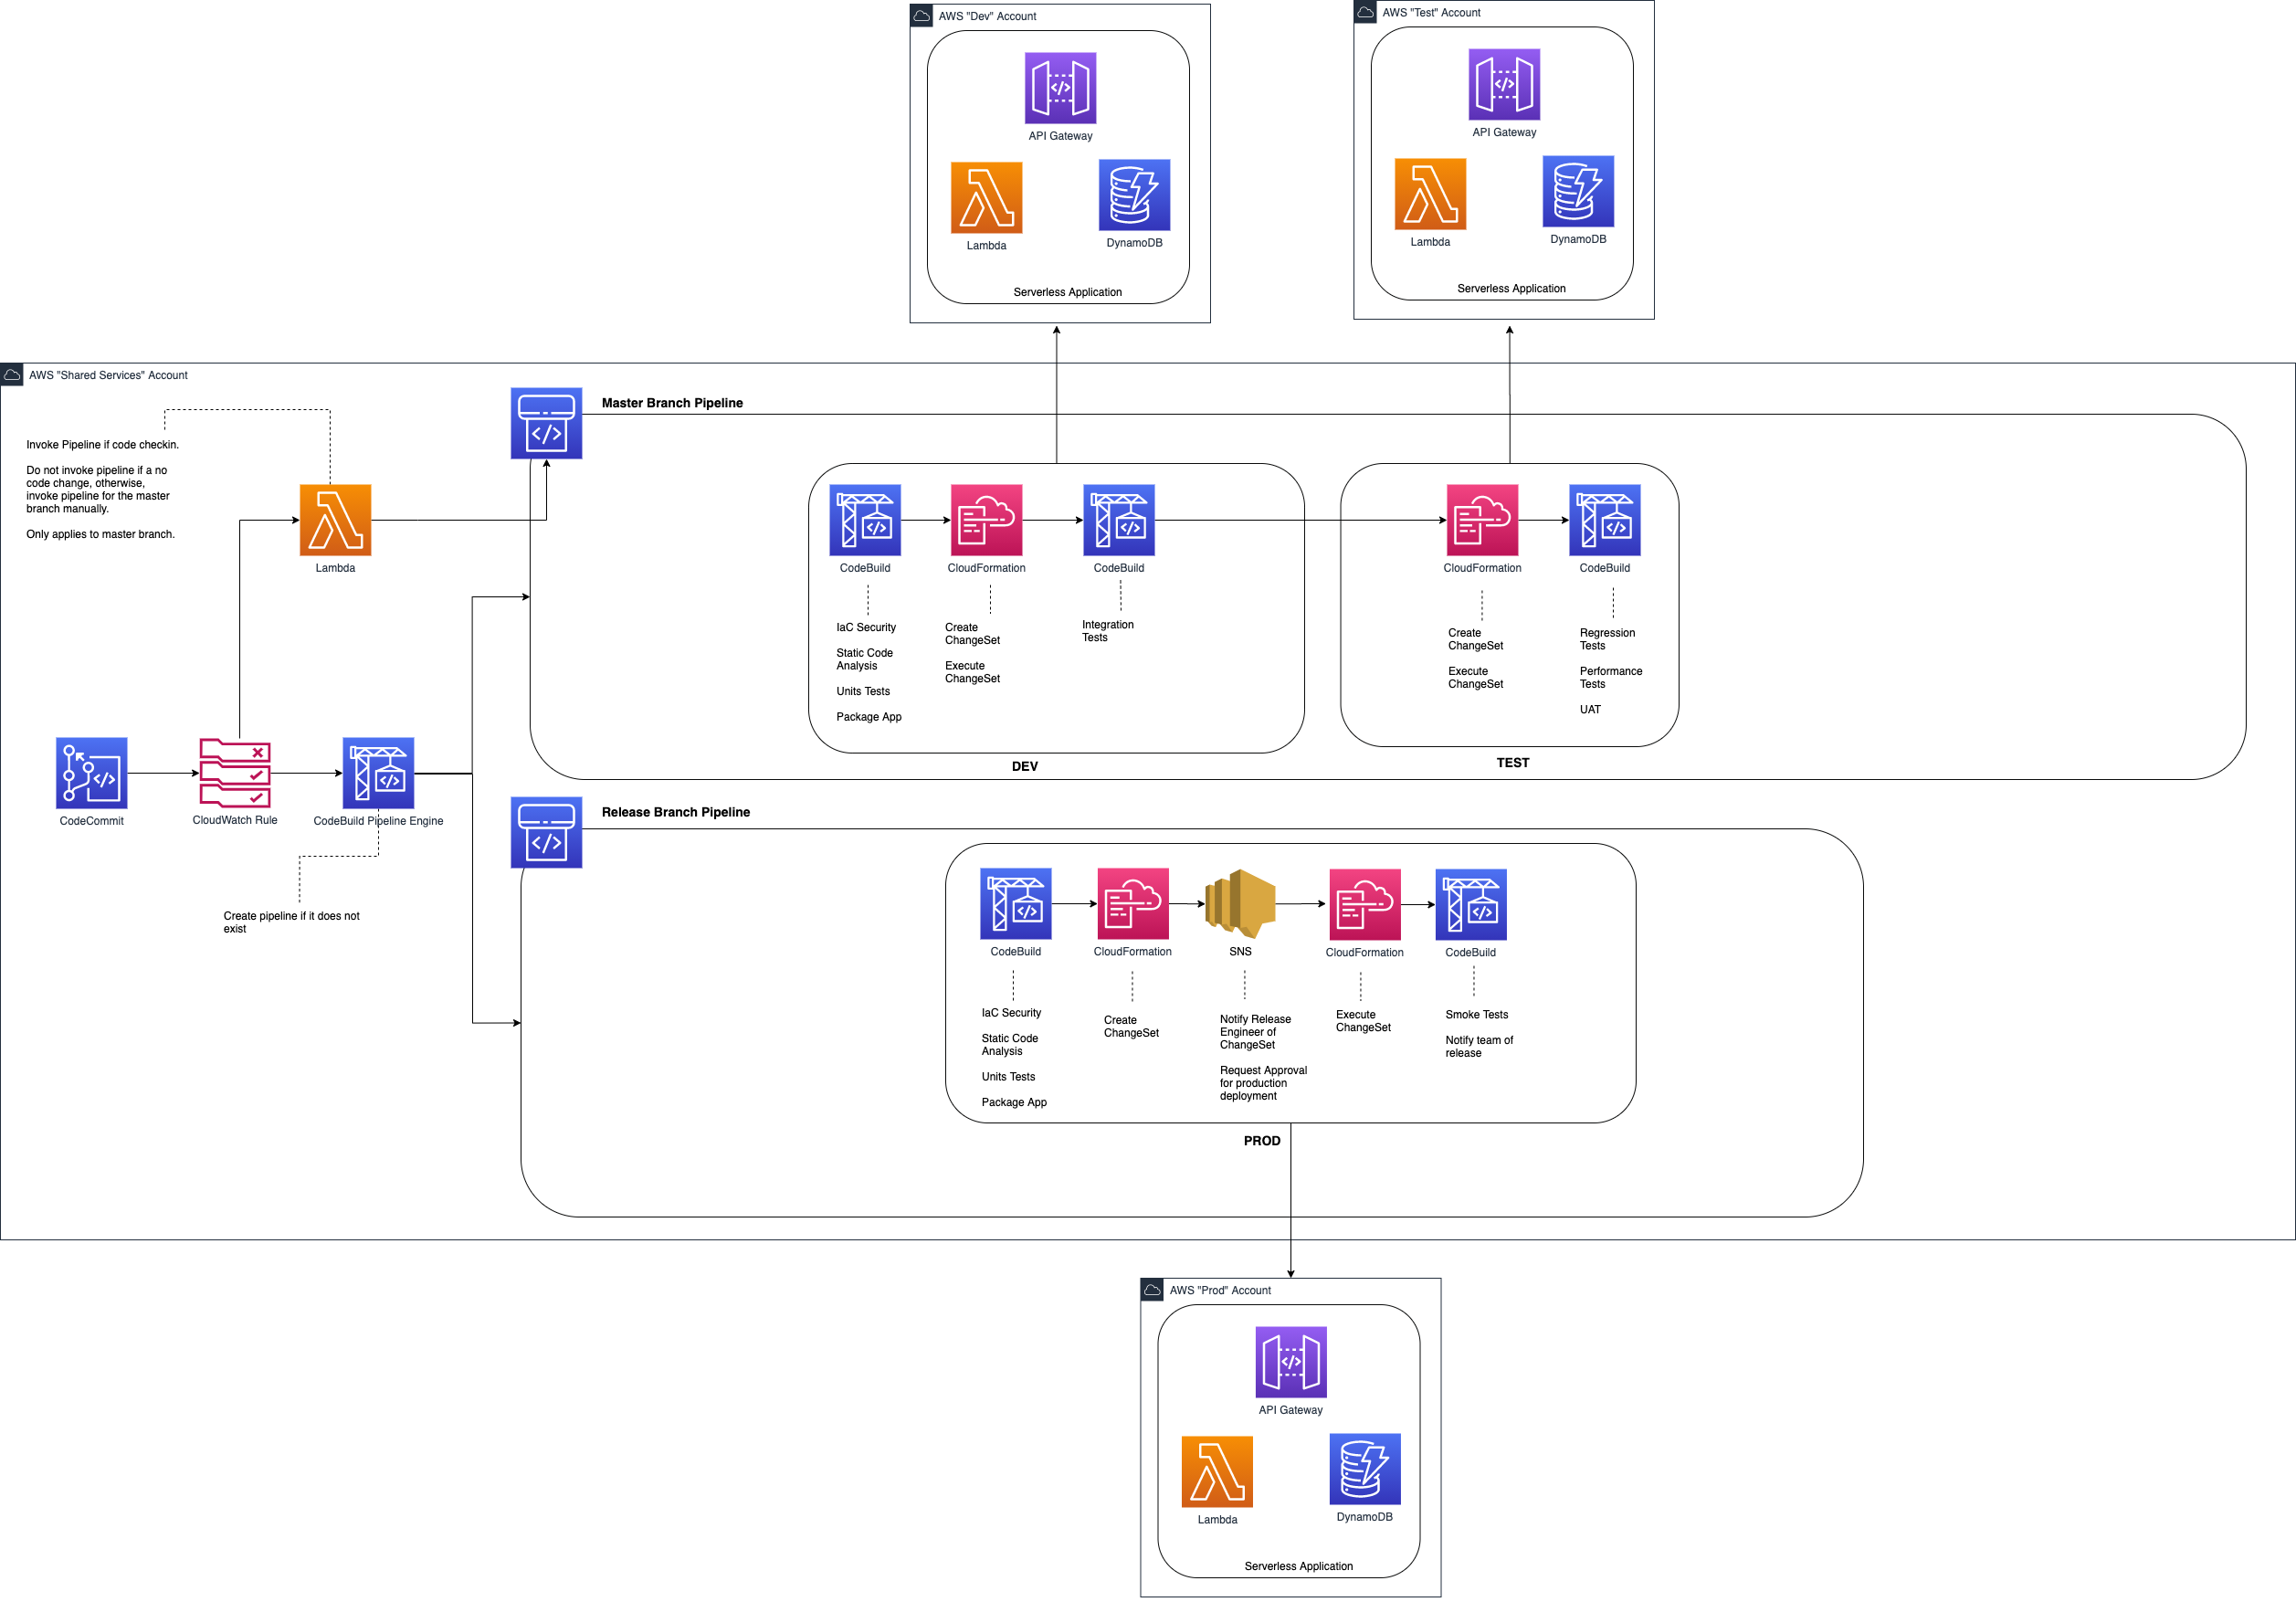 AWS "Dev" Account
API Gateway
Lambda
DynamoDB
Serverless Application
AWS "Test" Account
API Gateway
Lambda
DynamoDB
Serverless Application
AWS "Shared Services" Account
Invoke Pipeline if code checkin.
Do not invoke pipeline if a no
code change, otherwise,
invoke pipeline for the master
branch manually.
Only applies to master branch.
Lambda
CodeCommit
CloudWatch Rule
CodeBuild Pipeline Engine
Create pipeline if it does not
exist
Master Branch Pipeline
CodeBuild
IaC Security
Static Code
Analysis
Units Tests
Package App
CloudFormation
Create
ChangeSet
Execute
ChangeSet
CodeBuild
Integration
Tests
DEV
CloudFormation
Create
ChangeSet
Execute
ChangeSet
CodeBuild
Regression
Tests
Performance
Tests
UAT
TEST
Release Branch Pipeline
CodeBuild
IaC Security
Static Code
Analysis
Units Tests
Package App
CloudFormation
Create
ChangeSet
SNS
Notify Release
Engineer of
ChangeSet
Request Approval
for production
deployment
CloudFormation
Execute
ChangeSet
CodeBuild
Smoke Tests
Notify team of
release
PROD
AWS "Prod" Account
API Gateway
Lambda
DynamoDB
Serverless Application